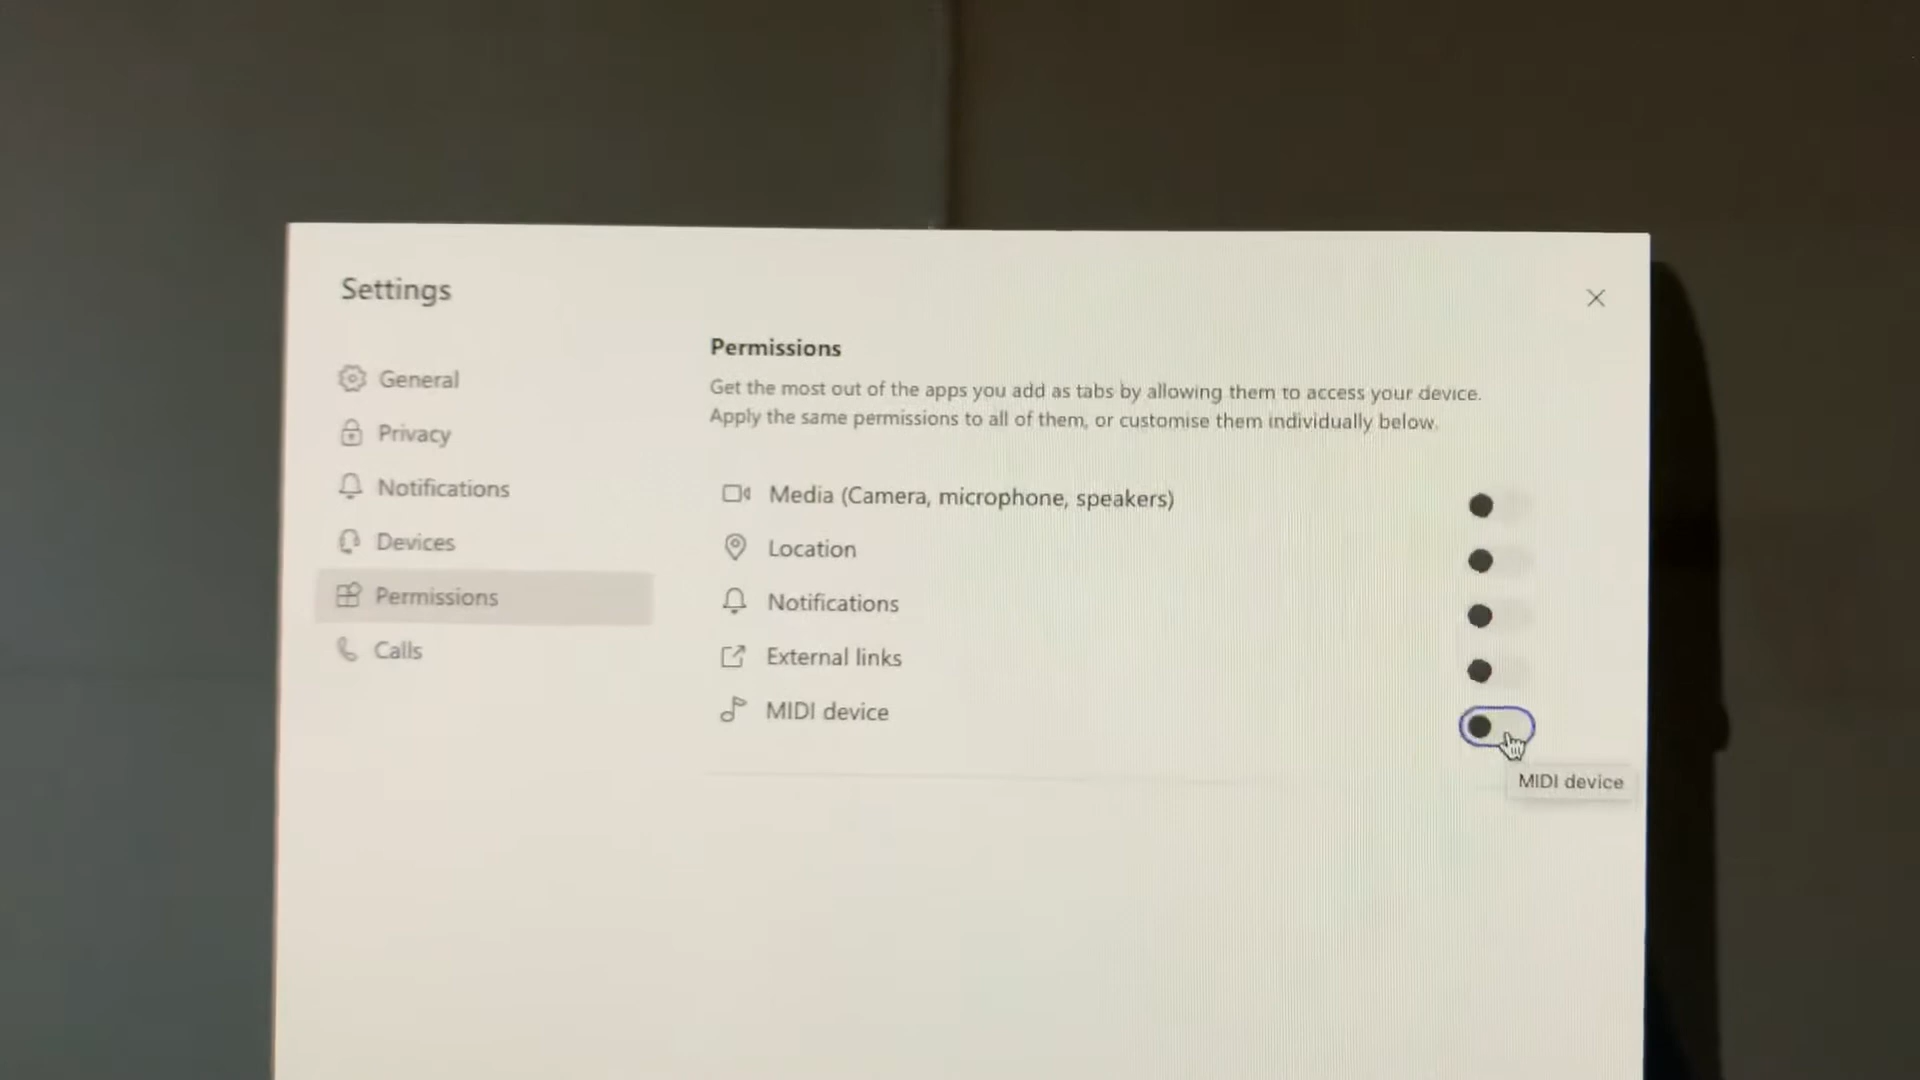 Settings
General
Privacy
Notifications
Devices
Permissions
Calls
Permissions
Get the most out of the apps you add as tabs by allowing them to access your device.
Apply the same permissions to all of them, or customise them individually below.
Media (Camera, microphone, speakers)
Location
Notifications
External links
MIDI device
MIDI device